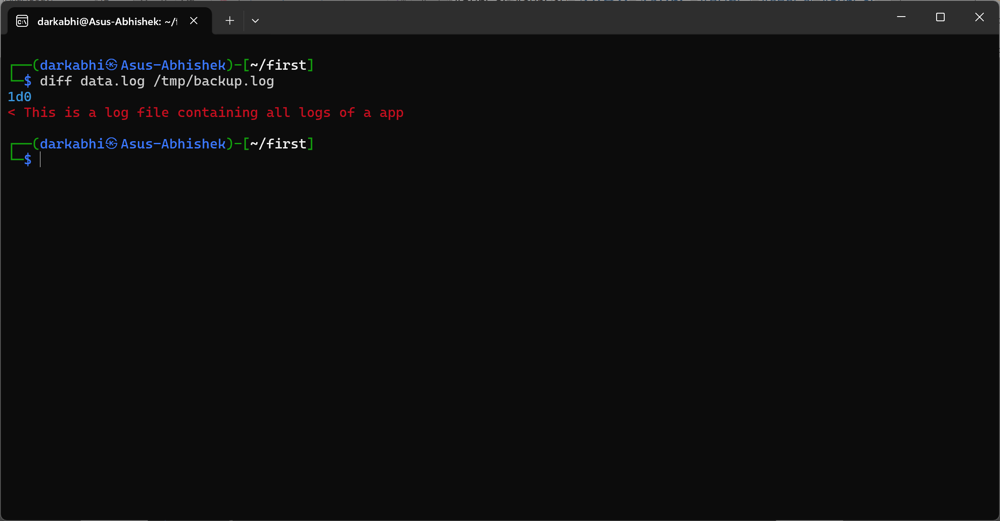 darkabhi@Asus-Abhishek: ~/f
┌──(darkabhi㉿Asus-Abhishek)-[~/first]
└─$ diff data.log /tmp/backup.log
1d0
< This is a log file containing all logs of a app
┌──(darkabhi㉿Asus-Abhishek)-[~/first]
└─$